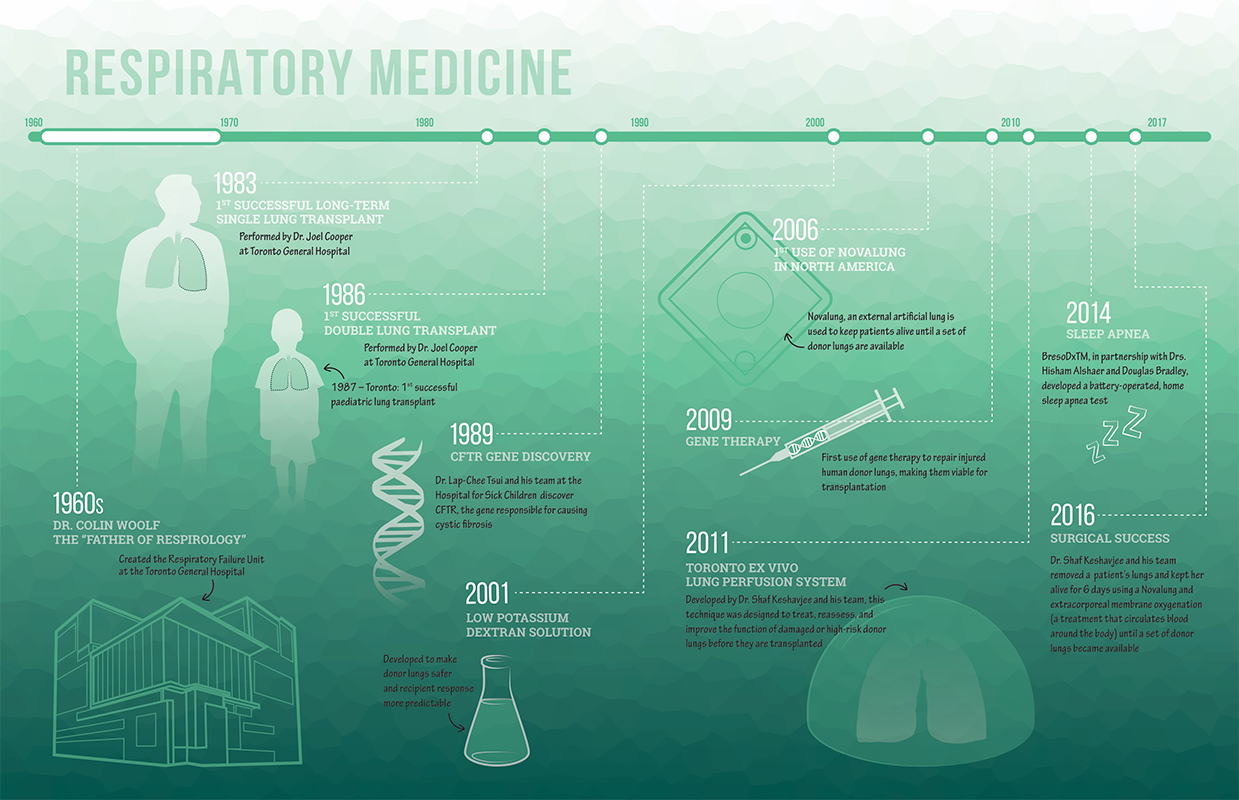 RESPIRATORY MEDICINE
1960
1970
1980
1990
2000
2010
2017
1983
1ST SUCCESSFUL LONG-TERM
SINGLE LUNG TRANSPLANT
Performed by Dr. Joel Cooper
at Toronto General Hospital
1986
1ST SUCCESSFUL
DOUBLE LUNG TRANSPLANT
Performed by Dr. Joel Cooper
at Toronto General Hospital
1987 – Toronto: 1st successful
paediatric lung transplant
1989
CFTR GENE DISCOVERY
Dr. Lap-Chee Tsui and his team at the
Hospital for Sick Children discover
CFTR, the gene responsible for causing
cystic fibrosis
1960s
DR. COLIN WOOLF
THE “FATHER OF RESPIROLOGY”
Created the Respiratory Failure Unit
at the Toronto General Hospital
2001
LOW POTASSIUM
DEXTRAN SOLUTION
Developed to make
donor lungs safer
and recipient response
more predictable
2006
1ST USE OF NOVALUNG
IN NORTH AMERICA
Novalung, an external artificial lung is
used to keep patients alive until a set of
donor lungs are available
2009
GENE THERAPY
First use of gene therapy to repair injured
human donor lungs, making them viable for
transplantation
2011
TORONTO EX VIVO
LUNG PERFUSION SYSTEM
Developed by Dr. Shaf Keshavjee and his team, this
technique was designed to treat, reassess, and
improve the function of damaged or high-risk donor
lungs before they are transplanted
2014
SLEEP APNEA
BresoDxTM, in partnership with Drs.
Hisham Alshaer and Douglas Bradley,
developed a battery-operated, home
sleep apnea test
Z Z Z
2016
SURGICAL SUCCESS
Dr. Shaf Keshavjee and his team
removed a patient's lungs and kept her
alive for 6 days using a Novalung and
extracorporeal membrane oxygenation
(a treatment that circulates blood
around the body) until a set of donor
lungs became available